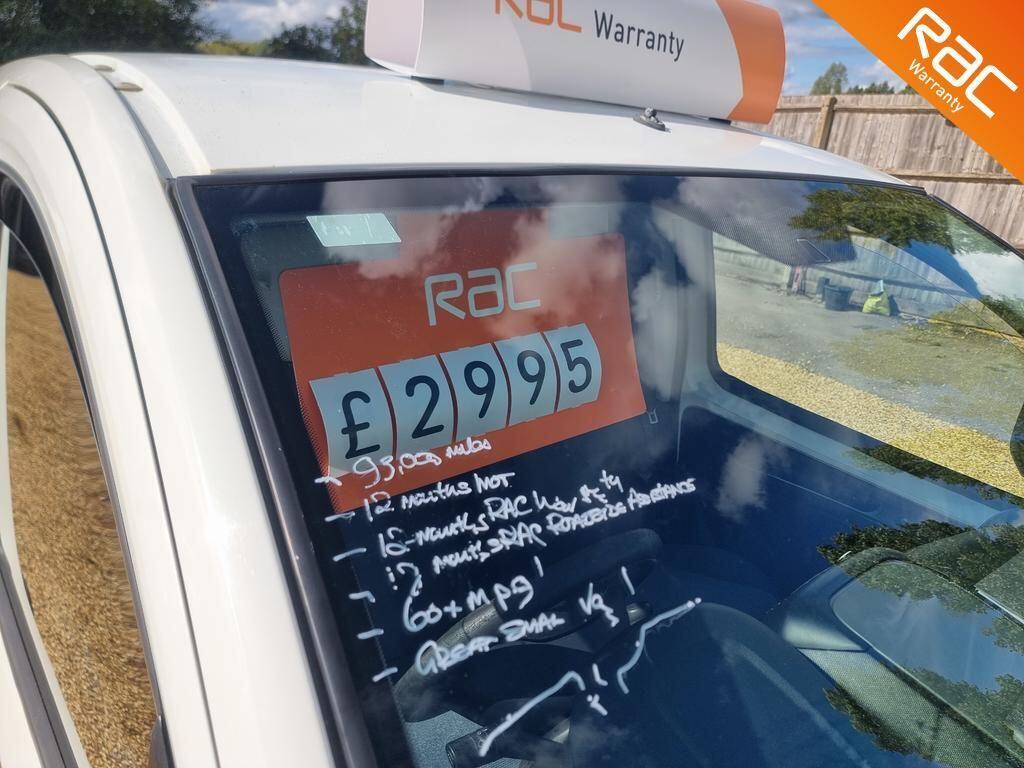 RAC Warranty
RAC
Warranty
RAC
£2995
- 93,000 miles
- 12 months MOT
- 12 months RAC Warranty
- 12 months RAC Roadside Assistance
- 60+ mpg!
- Great Small Van!